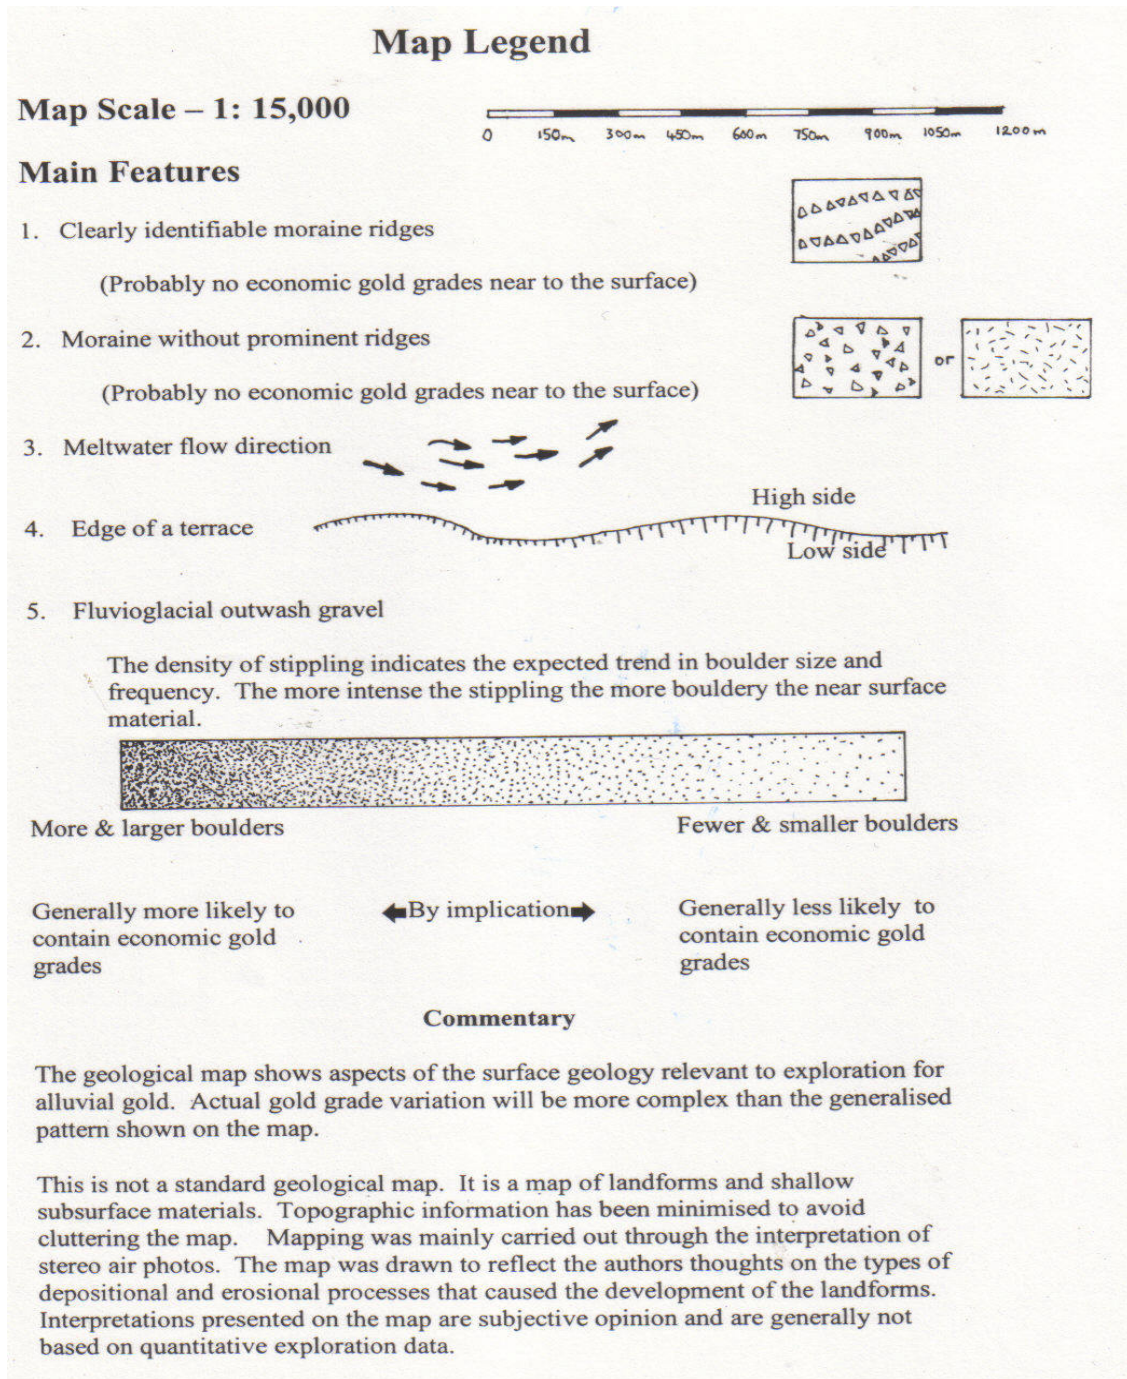 Map Legend
Map Scale – 1: 15,000
0 150m 300m 450m 600m 750m 900m 1050m 1200m
Main Features
1. Clearly identifiable moraine ridges
(Probably no economic gold grades near to the surface)
2. Moraine without prominent ridges
or
(Probably no economic gold grades near to the surface)
3. Meltwater flow direction
High side
4. Edge of a terrace
Low side
5. Fluvioglacial outwash gravel
The density of stippling indicates the expected trend in boulder size and
frequency. The more intense the stippling the more bouldery the near surface
material.
More & larger boulders
Fewer & smaller boulders
Generally more likely to
contain economic gold
grades
By implication
Generally less likely to
contain economic gold
grades
Commentary
The geological map shows aspects of the surface geology relevant to exploration for
alluvial gold. Actual gold grade variation will be more complex than the generalised
pattern shown on the map.
This is not a standard geological map. It is a map of landforms and shallow
subsurface materials. Topographic information has been minimised to avoid
cluttering the map. Mapping was mainly carried out through the interpretation of
stereo air photos. The map was drawn to reflect the authors thoughts on the types of
depositional and erosional processes that caused the development of the landforms.
Interpretations presented on the map are subjective opinion and are generally not
based on quantitative exploration data.